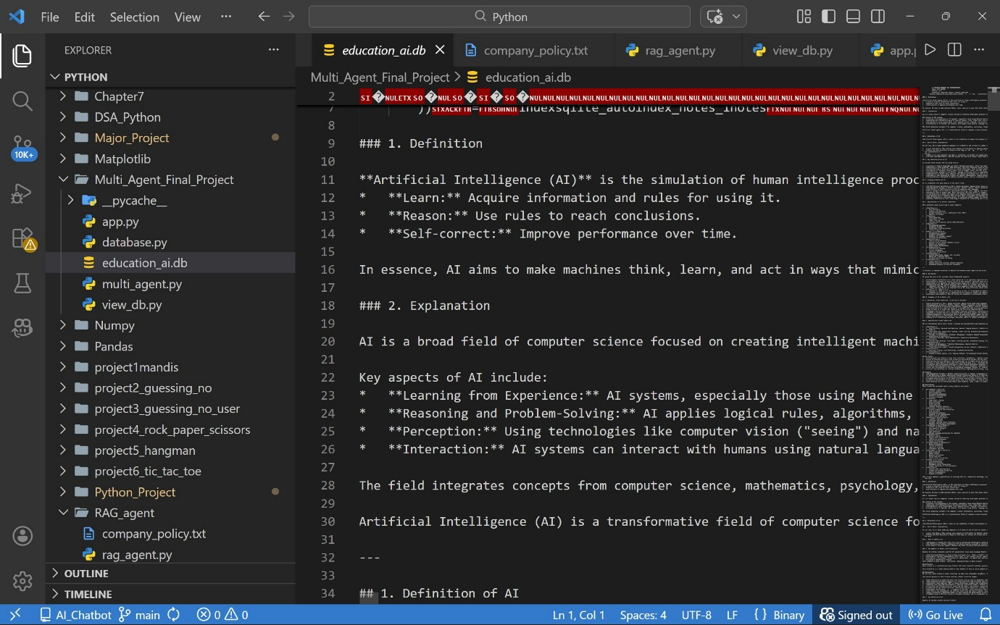 File Edit Selection View ··· Python
EXPLORER ···
PYTHON
Chapter7
DSA_Python
Major_Project
Matplotlib
Multi_Agent_Final_Project
__pycache__
app.py
database.py
education_ai.db
multi_agent.py
view_db.py
Numpy
Pandas
project1mandis
project2_guessing_no
project3_guessing_no_user
project4_rock_paper_scissors
project5_hangman
project6_tic_tac_toe
Python_Project
RAG_agent
company_policy.txt
rag_agent.py
OUTLINE
TIMELINE
10K+
education_ai.db company_policy.txt rag_agent.py view_db.py app.p
Multi_Agent_Final_Project > education_ai.db
2 SI�NULETX SO�NUL SO�SI�SO�NULNULNULNULNULNULNULNULNULNULNULNULNULNULNULNULNULNULNULNULNULNULNULNULNULNULNULNULNUL
7 indexsqlite_autoindex_notes_1notes
8
9 ### 1. Definition
10
11 **Artificial Intelligence (AI)** is the simulation of human intelligence proc
12 *   **Learn:** Acquire information and rules for using it.
13 *   **Reason:** Use rules to reach conclusions.
14 *   **Self-correct:** Improve performance over time.
15
16 In essence, AI aims to make machines think, learn, and act in ways that mimic
17
18 ### 2. Explanation
19
20 AI is a broad field of computer science focused on creating intelligent machi
21
22 Key aspects of AI include:
23 *   **Learning from Experience:** AI systems, especially those using Machine
24 *   **Reasoning and Problem-Solving:** AI applies logical rules, algorithms,
25 *   **Perception:** Using technologies like computer vision ("seeing") and na
26 *   **Interaction:** AI systems can interact with humans using natural langua
27
28 The field integrates concepts from computer science, mathematics, psychology,
29
30 Artificial Intelligence (AI) is a transformative field of computer science fo
31
32 ---
33
34 ## 1. Definition of AI
AI_Chatbot main 0 0 Ln 1, Col 1 Spaces: 4 UTF-8 LF { } Binary Signed out Go Live